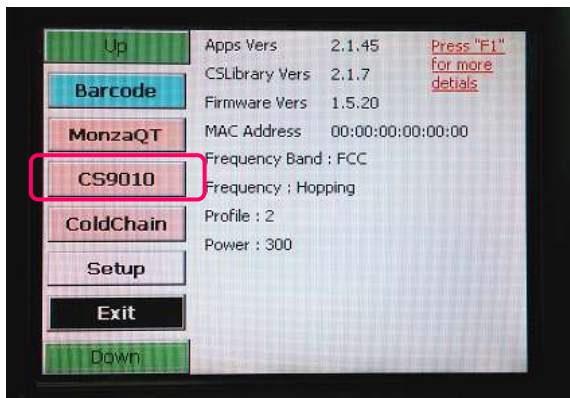 Up
Barcode
MonzaQT
CS9010
ColdChain
Setup
Exit
Down
Apps Vers 2.1.45
CSLibrary Vers 2.1.7
Firmware Vers 1.5.20
MAC Address 00:00:00:00:00:00
Frequency Band : FCC
Frequency : Hopping
Profile : 2
Power : 300
Press "F1"
for more
detials